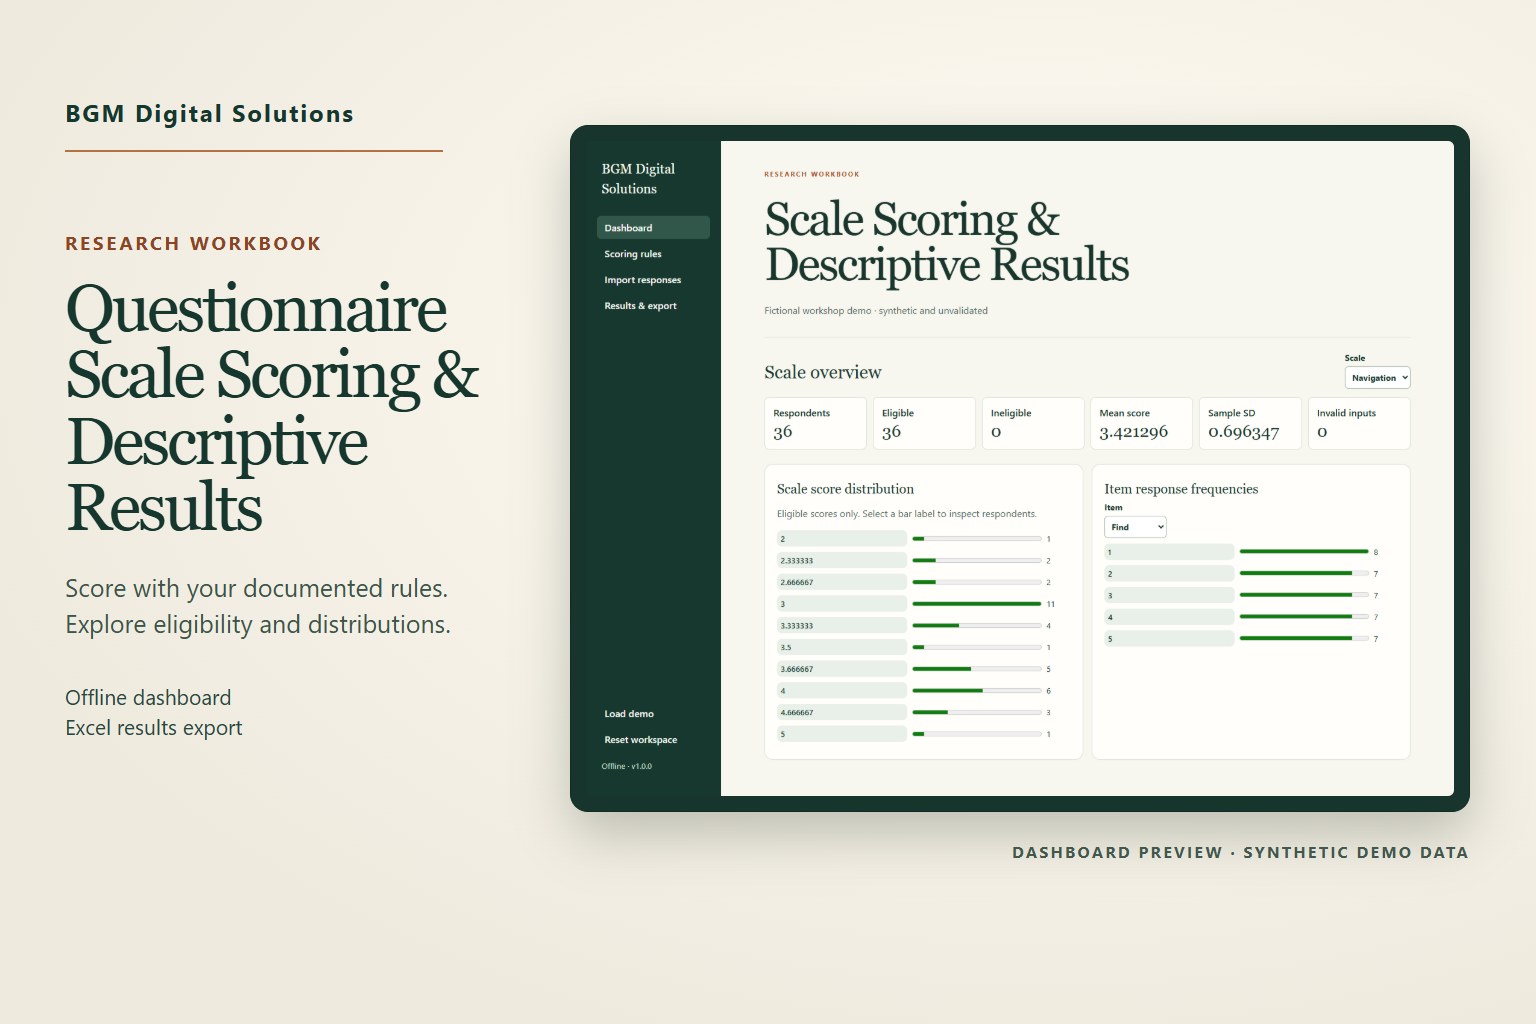 BGM Digital Solutions
RESEARCH WORKBOOK
Questionnaire
Scale Scoring &
Descriptive
Results
Score with your documented rules.
Explore eligibility and distributions.
Offline dashboard
Excel results export
BGM Digital
Solutions
Dashboard
Scoring rules
Import responses
Results & export
Load demo
Reset workspace
Offline · v1.0.0
RESEARCH WORKBOOK
Scale Scoring &
Descriptive Results
Fictional workshop demo · synthetic and unvalidated
Scale overview
Scale
Navigation
Respondents
36
Eligible
36
Ineligible
0
Mean score
3.421296
Sample SD
0.696347
Invalid inputs
0
Scale score distribution
Eligible scores only. Select a bar label to inspect respondents.
2 1
2.333333 2
2.666667 2
3 11
3.333333 4
3.5 1
3.666667 5
4 6
4.666667 3
5 1
Item response frequencies
Item
Find
1 8
2 7
3 7
4 7
5 7
DASHBOARD PREVIEW · SYNTHETIC DEMO DATA